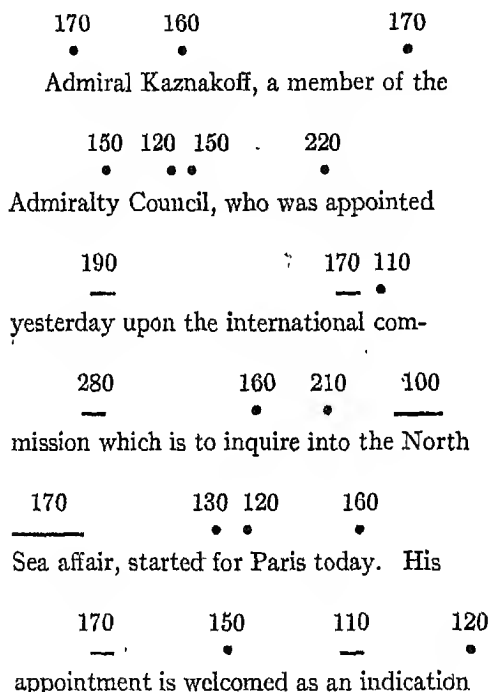 170 160 170
Admiral Kaznakoff, a member of the
150 120 150 220
Admiralty Council, who was appointed
190 170 110
yesterday upon the international com-
280 160 210 100
mission which is to inquire into the North
170 130 120 160
Sea affair, started for Paris today. His
170 150 110 120
appointment is welcomed as an indication